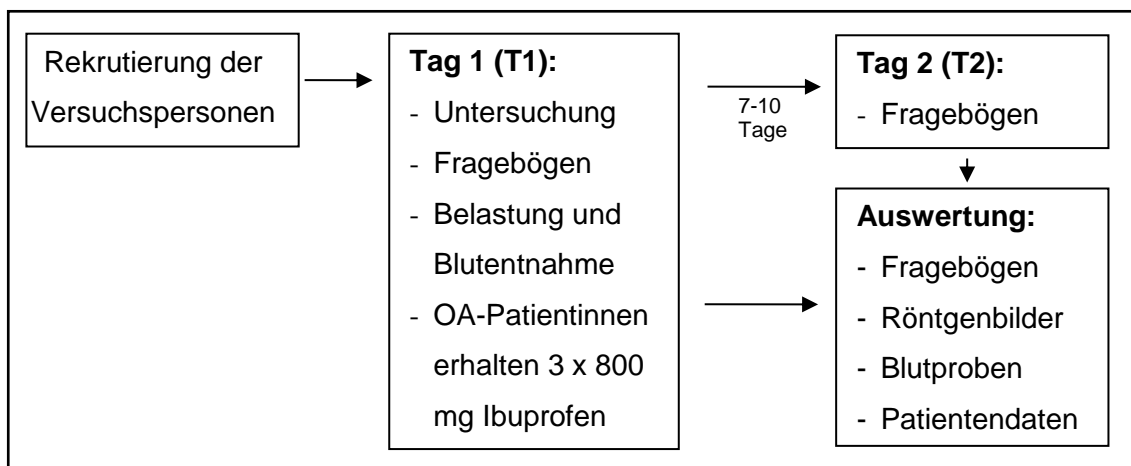 Rekrutierung der
Versuchspersonen
Tag 1 (T1):
- Untersuchung
- Fragebögen
- Belastung und
Blutentnahme
- OA-Patientinnen
erhalten 3 x 800
mg Ibuprofen
7-10
Tage
Tag 2 (T2):
- Fragebögen
Auswertung:
- Fragebögen
- Röntgenbilder
- Blutproben
- Patientendaten